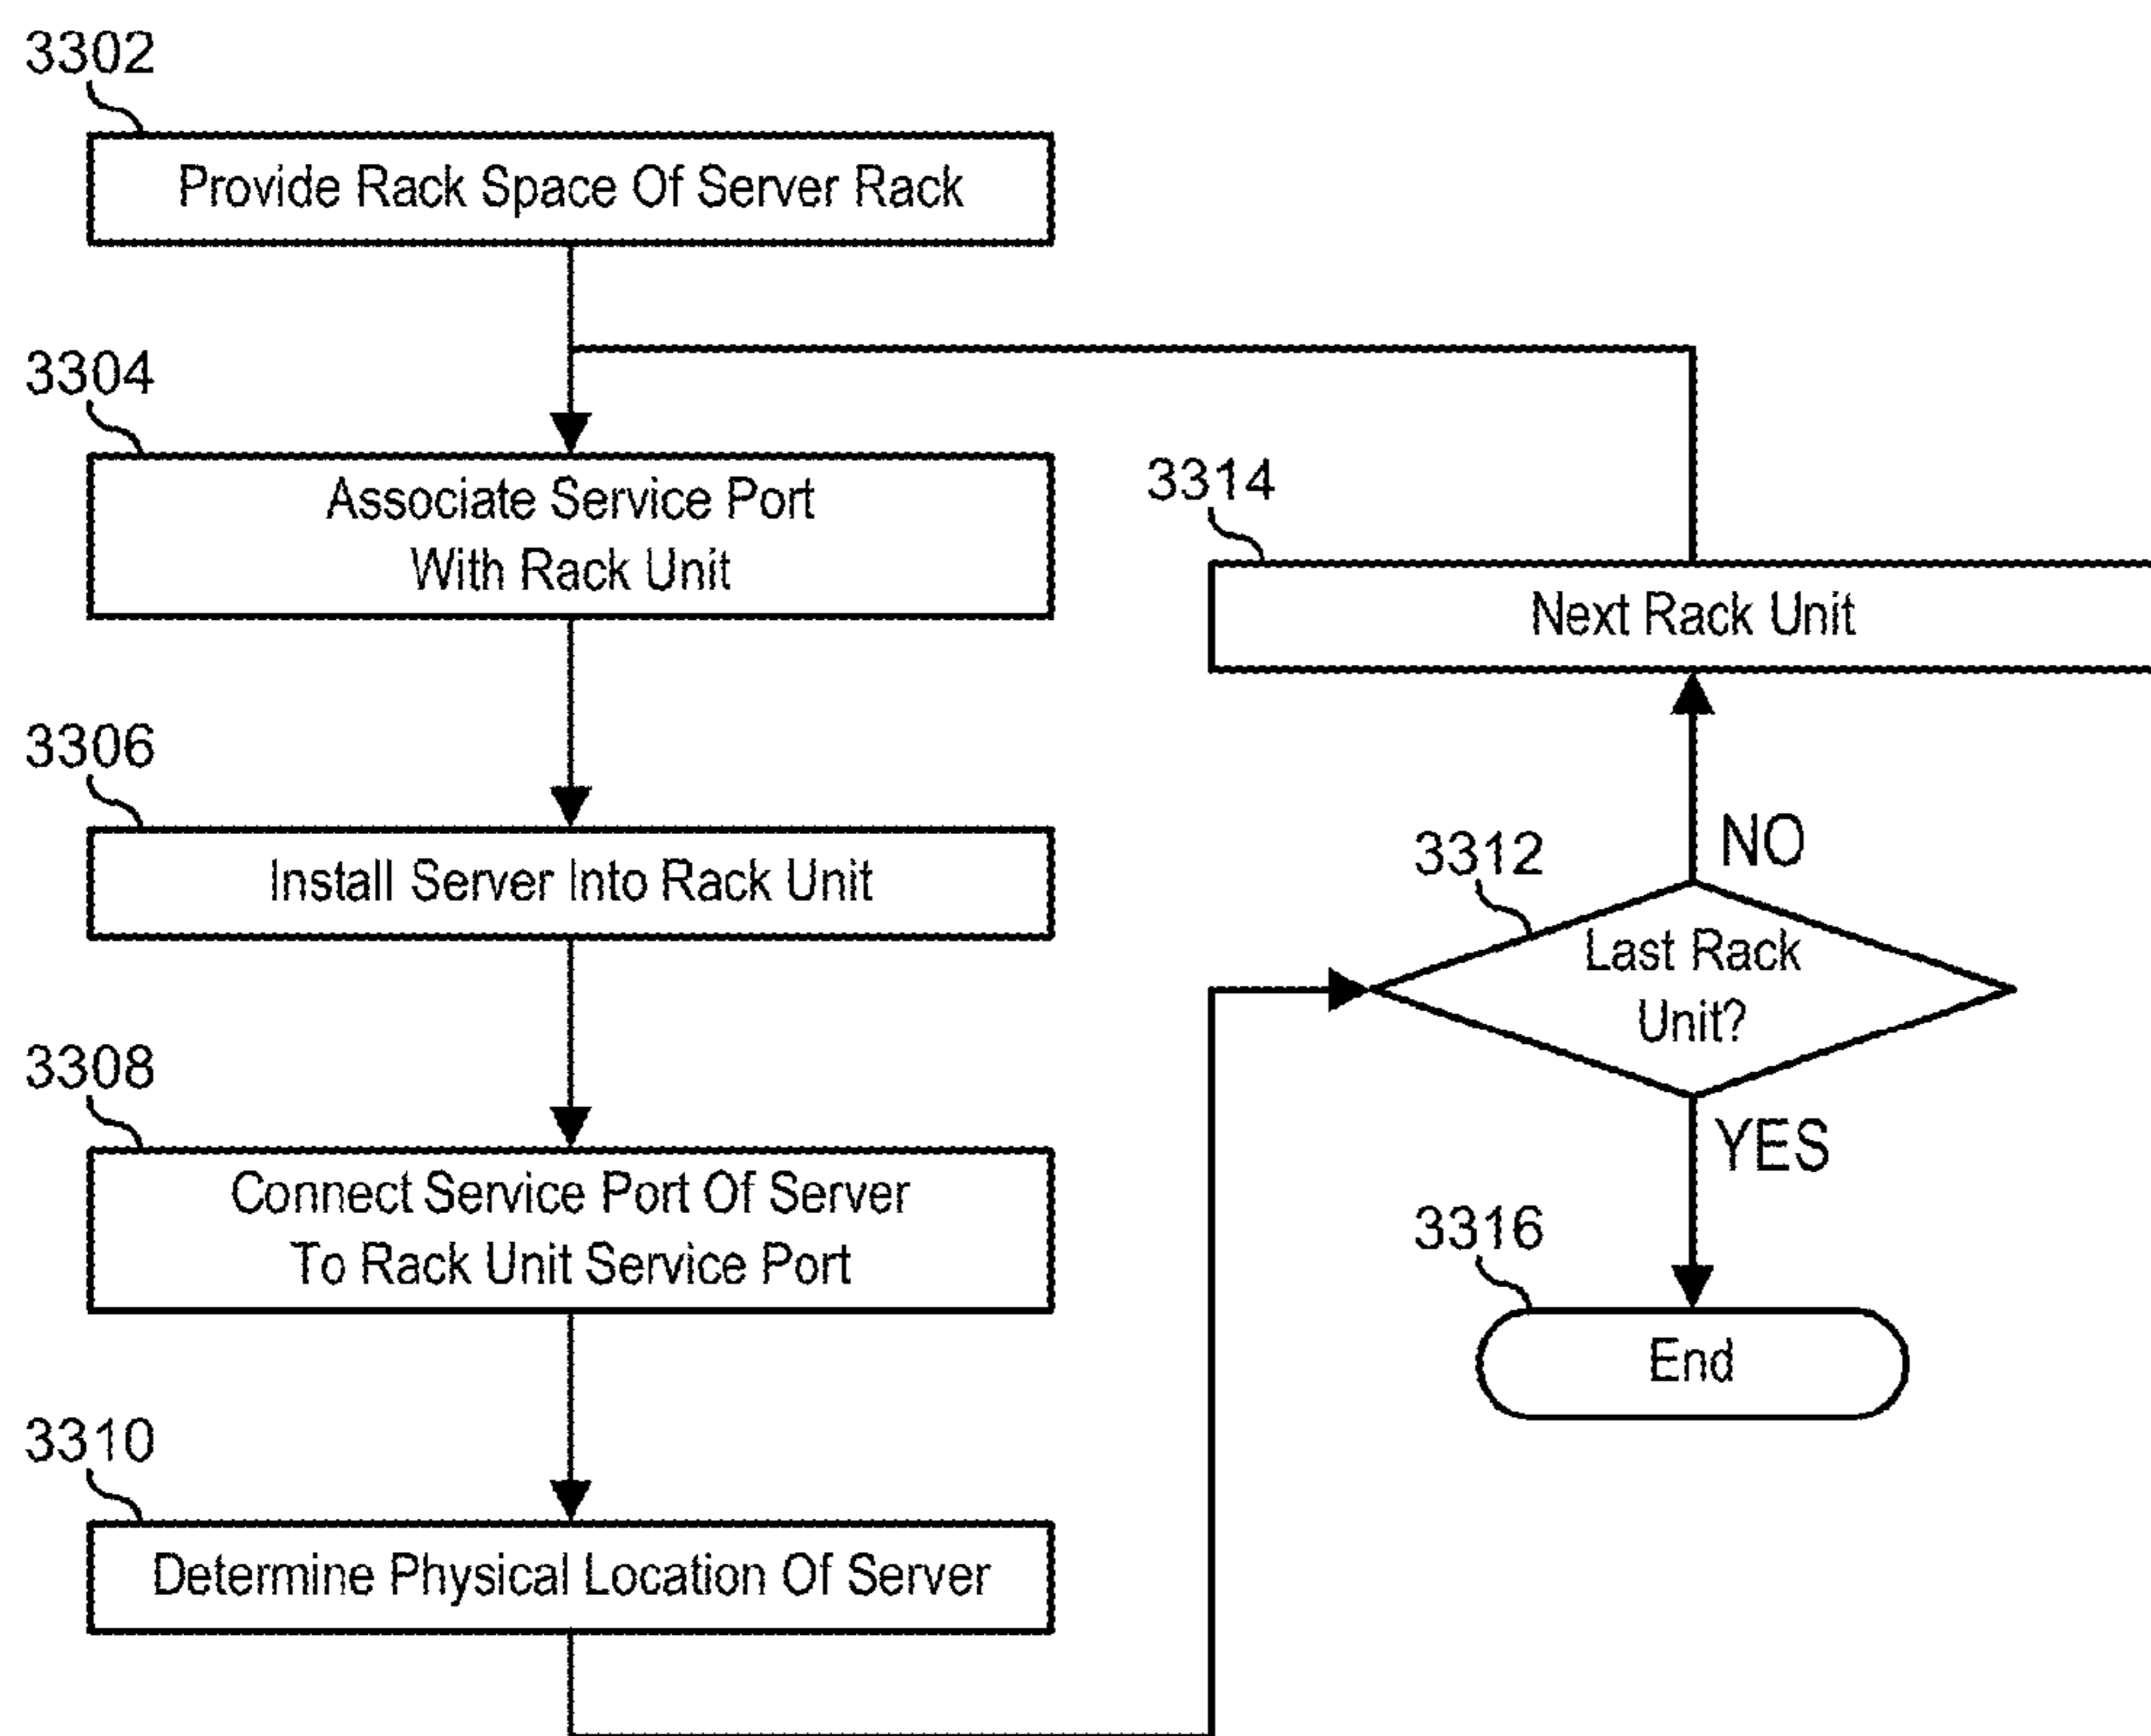 3302
Provide Rack Space Of Server Rack
3304
Associate Service Port
With Rack Unit
3306
Install Server Into Rack Unit
3308
Connect Service Port Of Server
To Rack Unit Service Port
3310
Determine Physical Location Of Server
3312
Last Rack
Unit?
NO
3314
Next Rack Unit
YES
3316
End